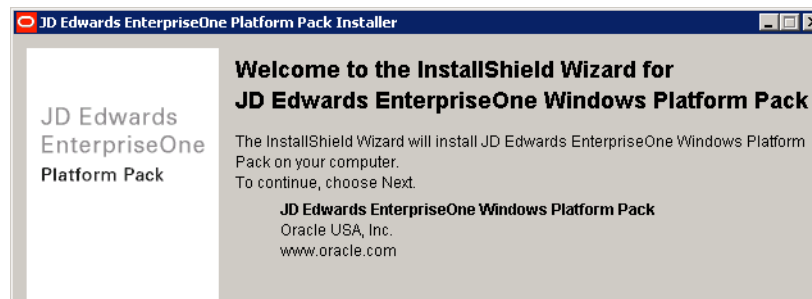 JD Edwards EnterpriseOne Platform Pack Installer
JD Edwards
EnterpriseOne
Platform Pack
Welcome to the InstallShield Wizard for
JD Edwards EnterpriseOne Windows Platform Pack
The InstallShield Wizard will install JD Edwards EnterpriseOne Windows Platform
Pack on your computer.
To continue, choose Next.
JD Edwards EnterpriseOne Windows Platform Pack
Oracle USA, Inc.
www.oracle.com